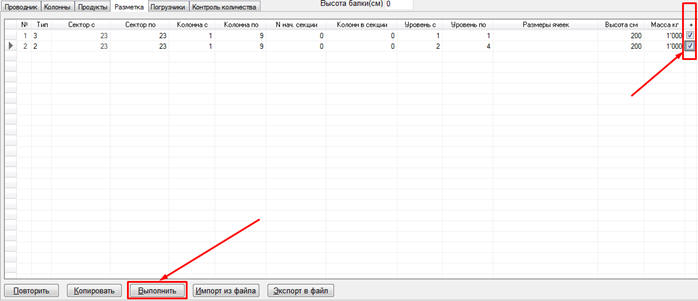 Высота балки(см) 0
Проводник Колонны Продукты Разметка Погрузчики Контроль количества
№ Тип Сектор с Сектор по Колонна с Колонна по N нач. секции Колонн в секции Уровень с Уровень по Размеры ячеек Высота см Масса кг +
1 3 23 23 1 9 0 0 1 1 200 1'000
2 2 23 23 1 9 0 0 2 4 200 1'000
Повторить Копировать Выполнить Импорт из файла Экспорт в файл